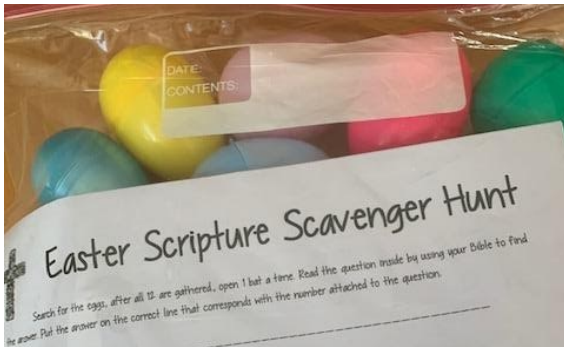 DATE:
CONTENTS:
Easter Scripture Scavenger Hunt
Search for the eggs, after all 12 are gathered, open 1 bat a time. Read the question inside by using your Bible to find
the answer. Put the answer on the correct line that corresponds with the number attached to the question.